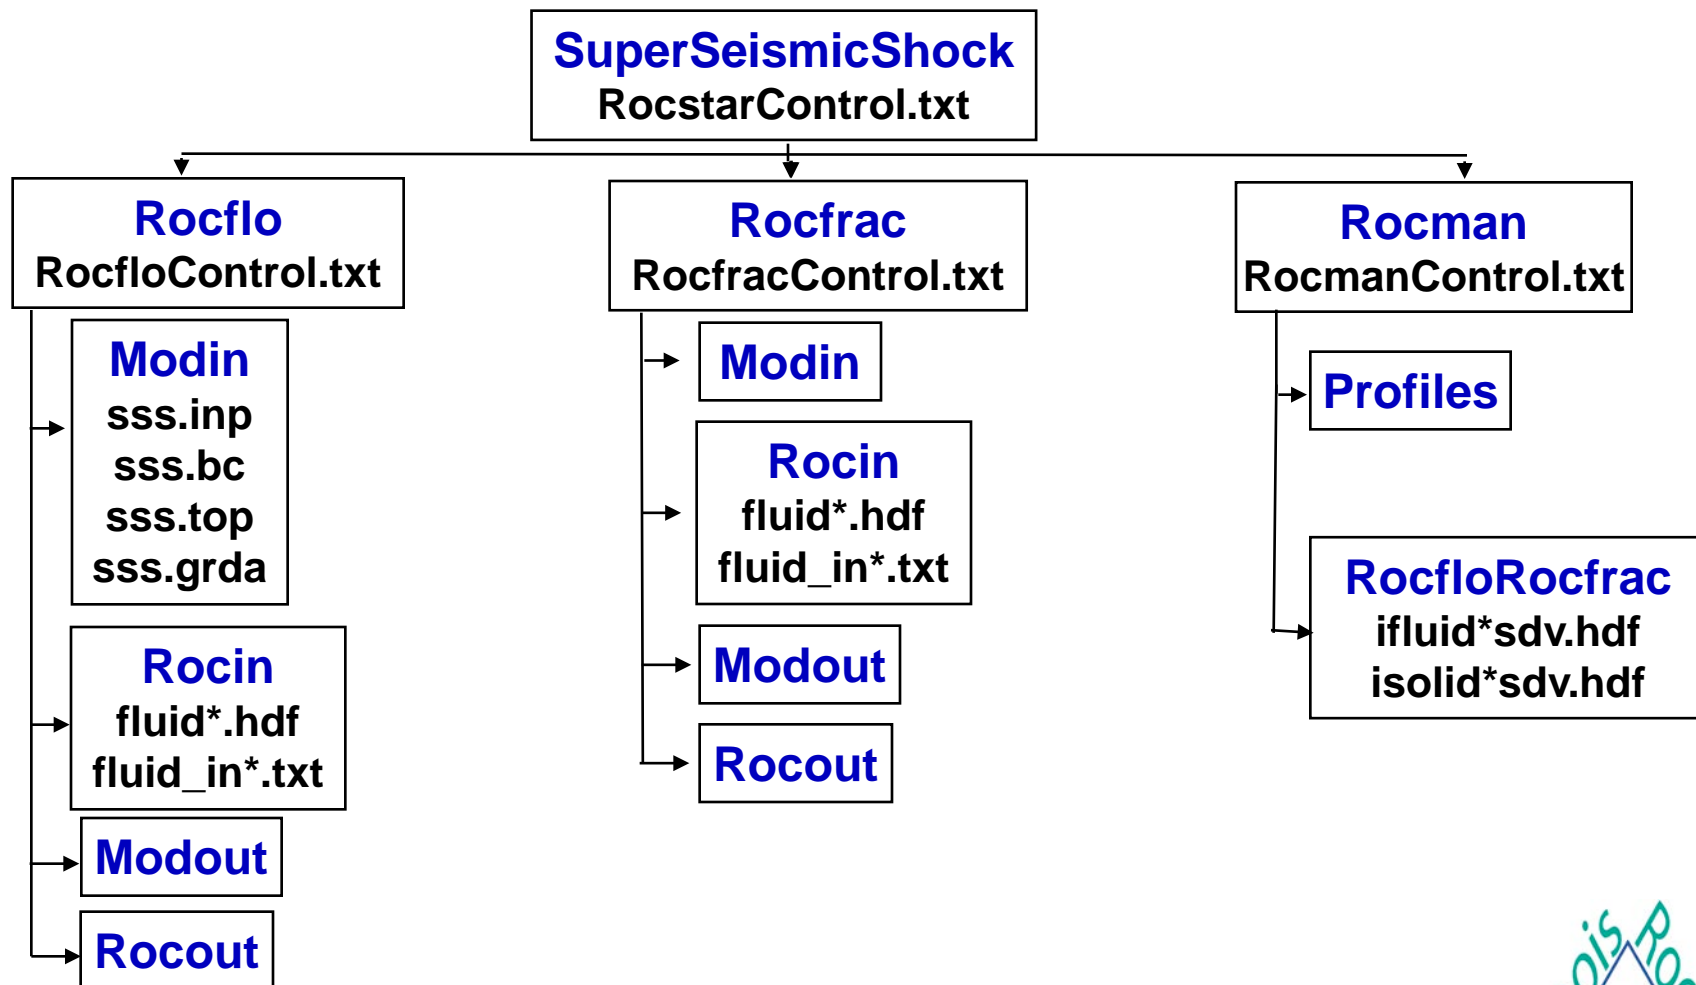 SuperSeismicShock
RocstarControl.txt
Rocflo
RocfloControl.txt
Modin
sss.inp
sss.bc
sss.top
sss.grda
Rocin
fluid*.hdf
fluid_in*.txt
Modout
Rocout
Rocfrac
RocfracControl.txt
Modin
Rocin
fluid*.hdf
fluid_in*.txt
Modout
Rocout
Rocman
RocmanControl.txt
Profiles
RocfloRocfrac
ifluid*sdv.hdf
isolid*sdv.hdf